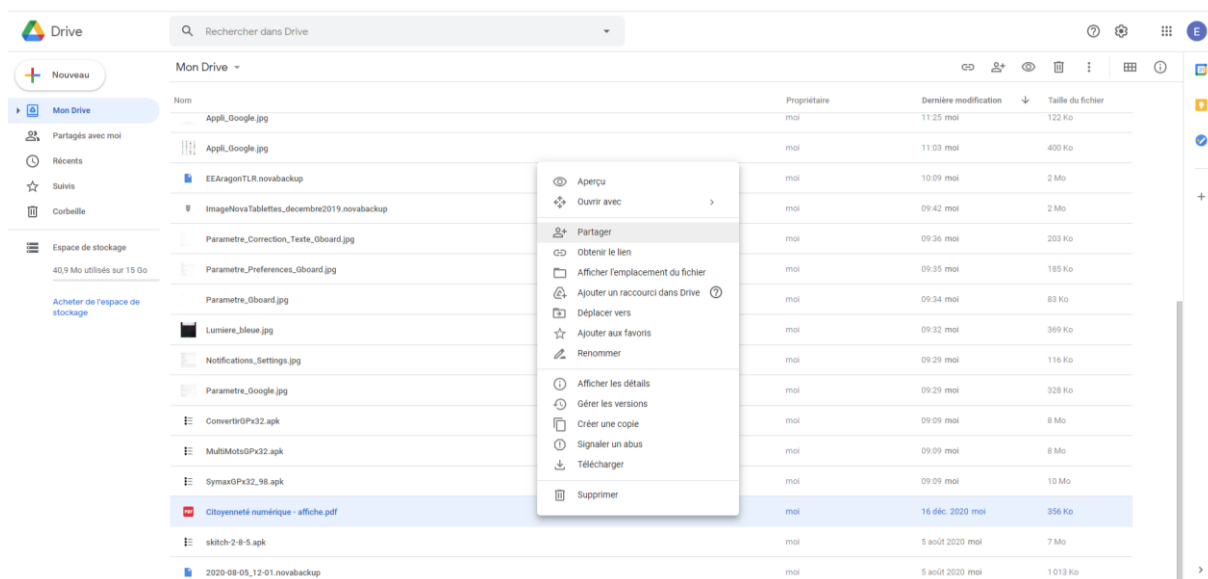 Drive
Rechercher dans Drive
E
Nouveau
Mon Drive
Partagés avec moi
Récents
Suivis
Corbeille
Espace de stockage
40,9 Mo utilisés sur 15 Go
Acheter de l'espace de
stockage
Mon Drive
Nom Propriétaire Dernière modification Taille du fichier
Appli_Google.jpg moi 11:25 moi 122 Ko
Appli_Google.jpg moi 11:03 moi 400 Ko
EEAragonTLR.novabackup moi 10:09 moi 2 Mo
ImageNovaTablettes_decembre2019.novabackup moi 09:42 moi 2 Mo
Parametre_Correction_Texte_Gboard.jpg moi 09:36 moi 203 Ko
Parametre_Preferences_Gboard.jpg moi 09:35 moi 185 Ko
Parametre_Gboard.jpg moi 09:34 moi 83 Ko
Lumiere_bleue.jpg moi 09:32 moi 369 Ko
Notifications_Settings.jpg moi 09:29 moi 116 Ko
Parametre_Google.jpg moi 09:29 moi 328 Ko
ConvertirGPx32.apk moi 09:09 moi 8 Mo
MultiMotsGPx32.apk moi 09:09 moi 8 Mo
SymaxGPx32_98.apk moi 09:09 moi 10 Mo
PDF Citoyenneté numérique - affiche.pdf moi 16 déc. 2020 moi 356 Ko
skitch-2-8-5.apk moi 5 août 2020 moi 7 Mo
2020-08-05_12-01.novabackup moi 5 août 2020 moi 1 013 Ko
Aperçu
Ouvrir avec
Partager
Obtenir le lien
Afficher l'emplacement du fichier
Ajouter un raccourci dans Drive
Déplacer vers
Ajouter aux favoris
Renommer
Afficher les détails
Gérer les versions
Créer une copie
Signaler un abus
Télécharger
Supprimer